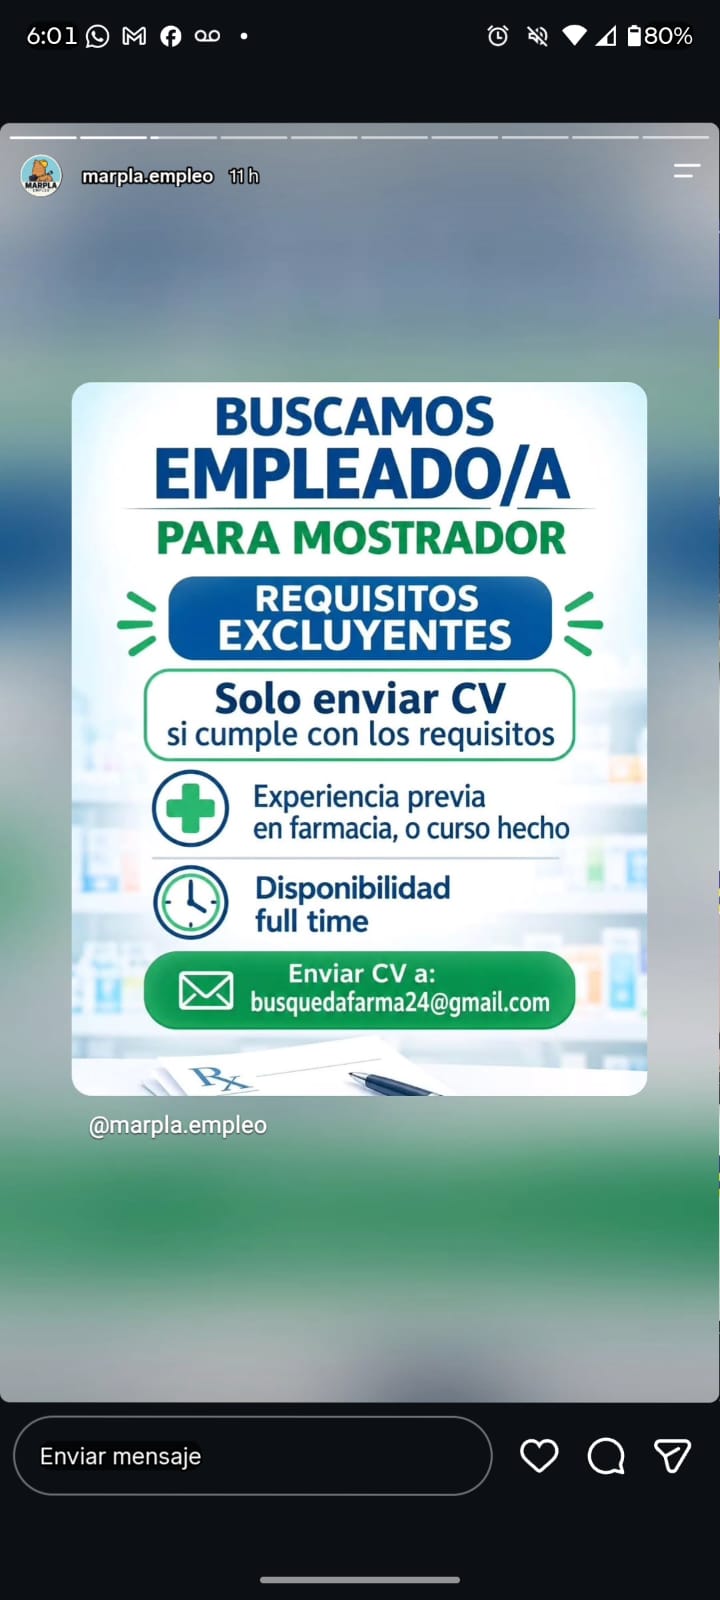 6:01
80%
MARPLA
marpla.empleo 11 h
BUSCAMOS
EMPLEADO/A
PARA MOSTRADOR
REQUISITOS
EXCLUYENTES
Solo enviar CV
si cumple con los requisitos
Experiencia previa
en farmacia, o curso hecho
Disponibilidad
full time
Enviar CV a:
busquedafarma24@gmail.com
Rx
@marpla.empleo
Enviar mensaje